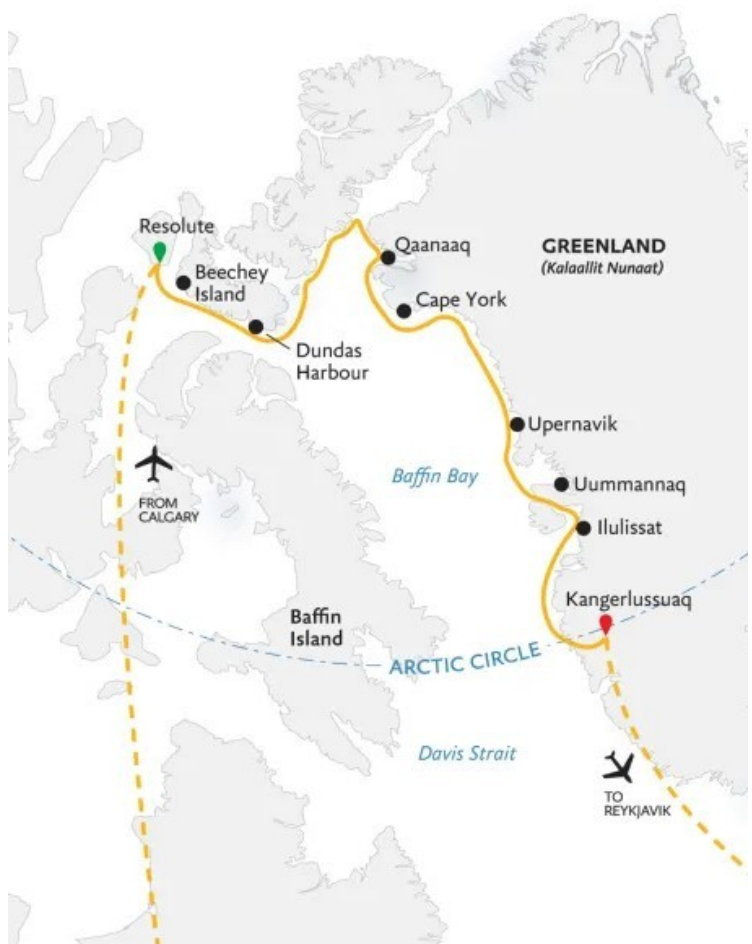 Resolute
Beechey
Island
Dundas
Harbour
Qaanaaq
Cape York
GREENLAND
(Kalaallit Nunaat)
Upernavik
Baffin Bay
Uummannaq
FROM
CALGARY
Ilulissat
Kangerlussuaq
Baffin
Island
ARCTIC CIRCLE
Davis Strait
TO
REYKJAVIK